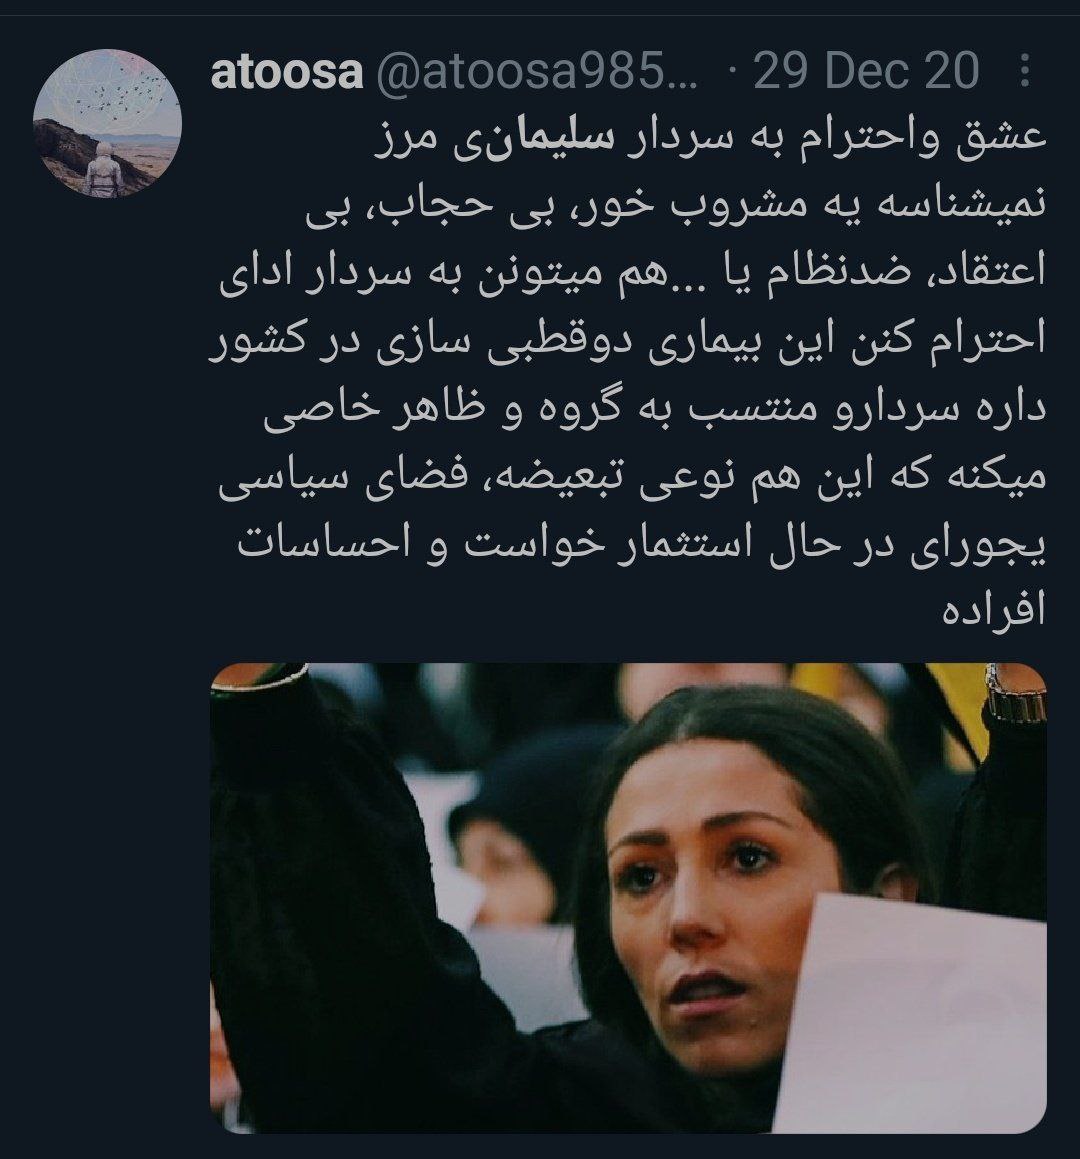 atoosa @atoosa985... · 29 Dec 20
عشق واحترام به سردار سلیمانی مرز
نمیشناسه یه مشروب خور، بی حجاب، بی
اعتقاد، ضدنظام یا ...هم میتونن به سردار ادای
احترام کنن این بیماری دوقطبی سازی در کشور
داره سردارو منتسب به گروه و ظاهر خاصی
میکنه که این هم نوعی تبعیضه، فضای سیاسی
یجورای در حال استثمار خواست و احساسات
افراده